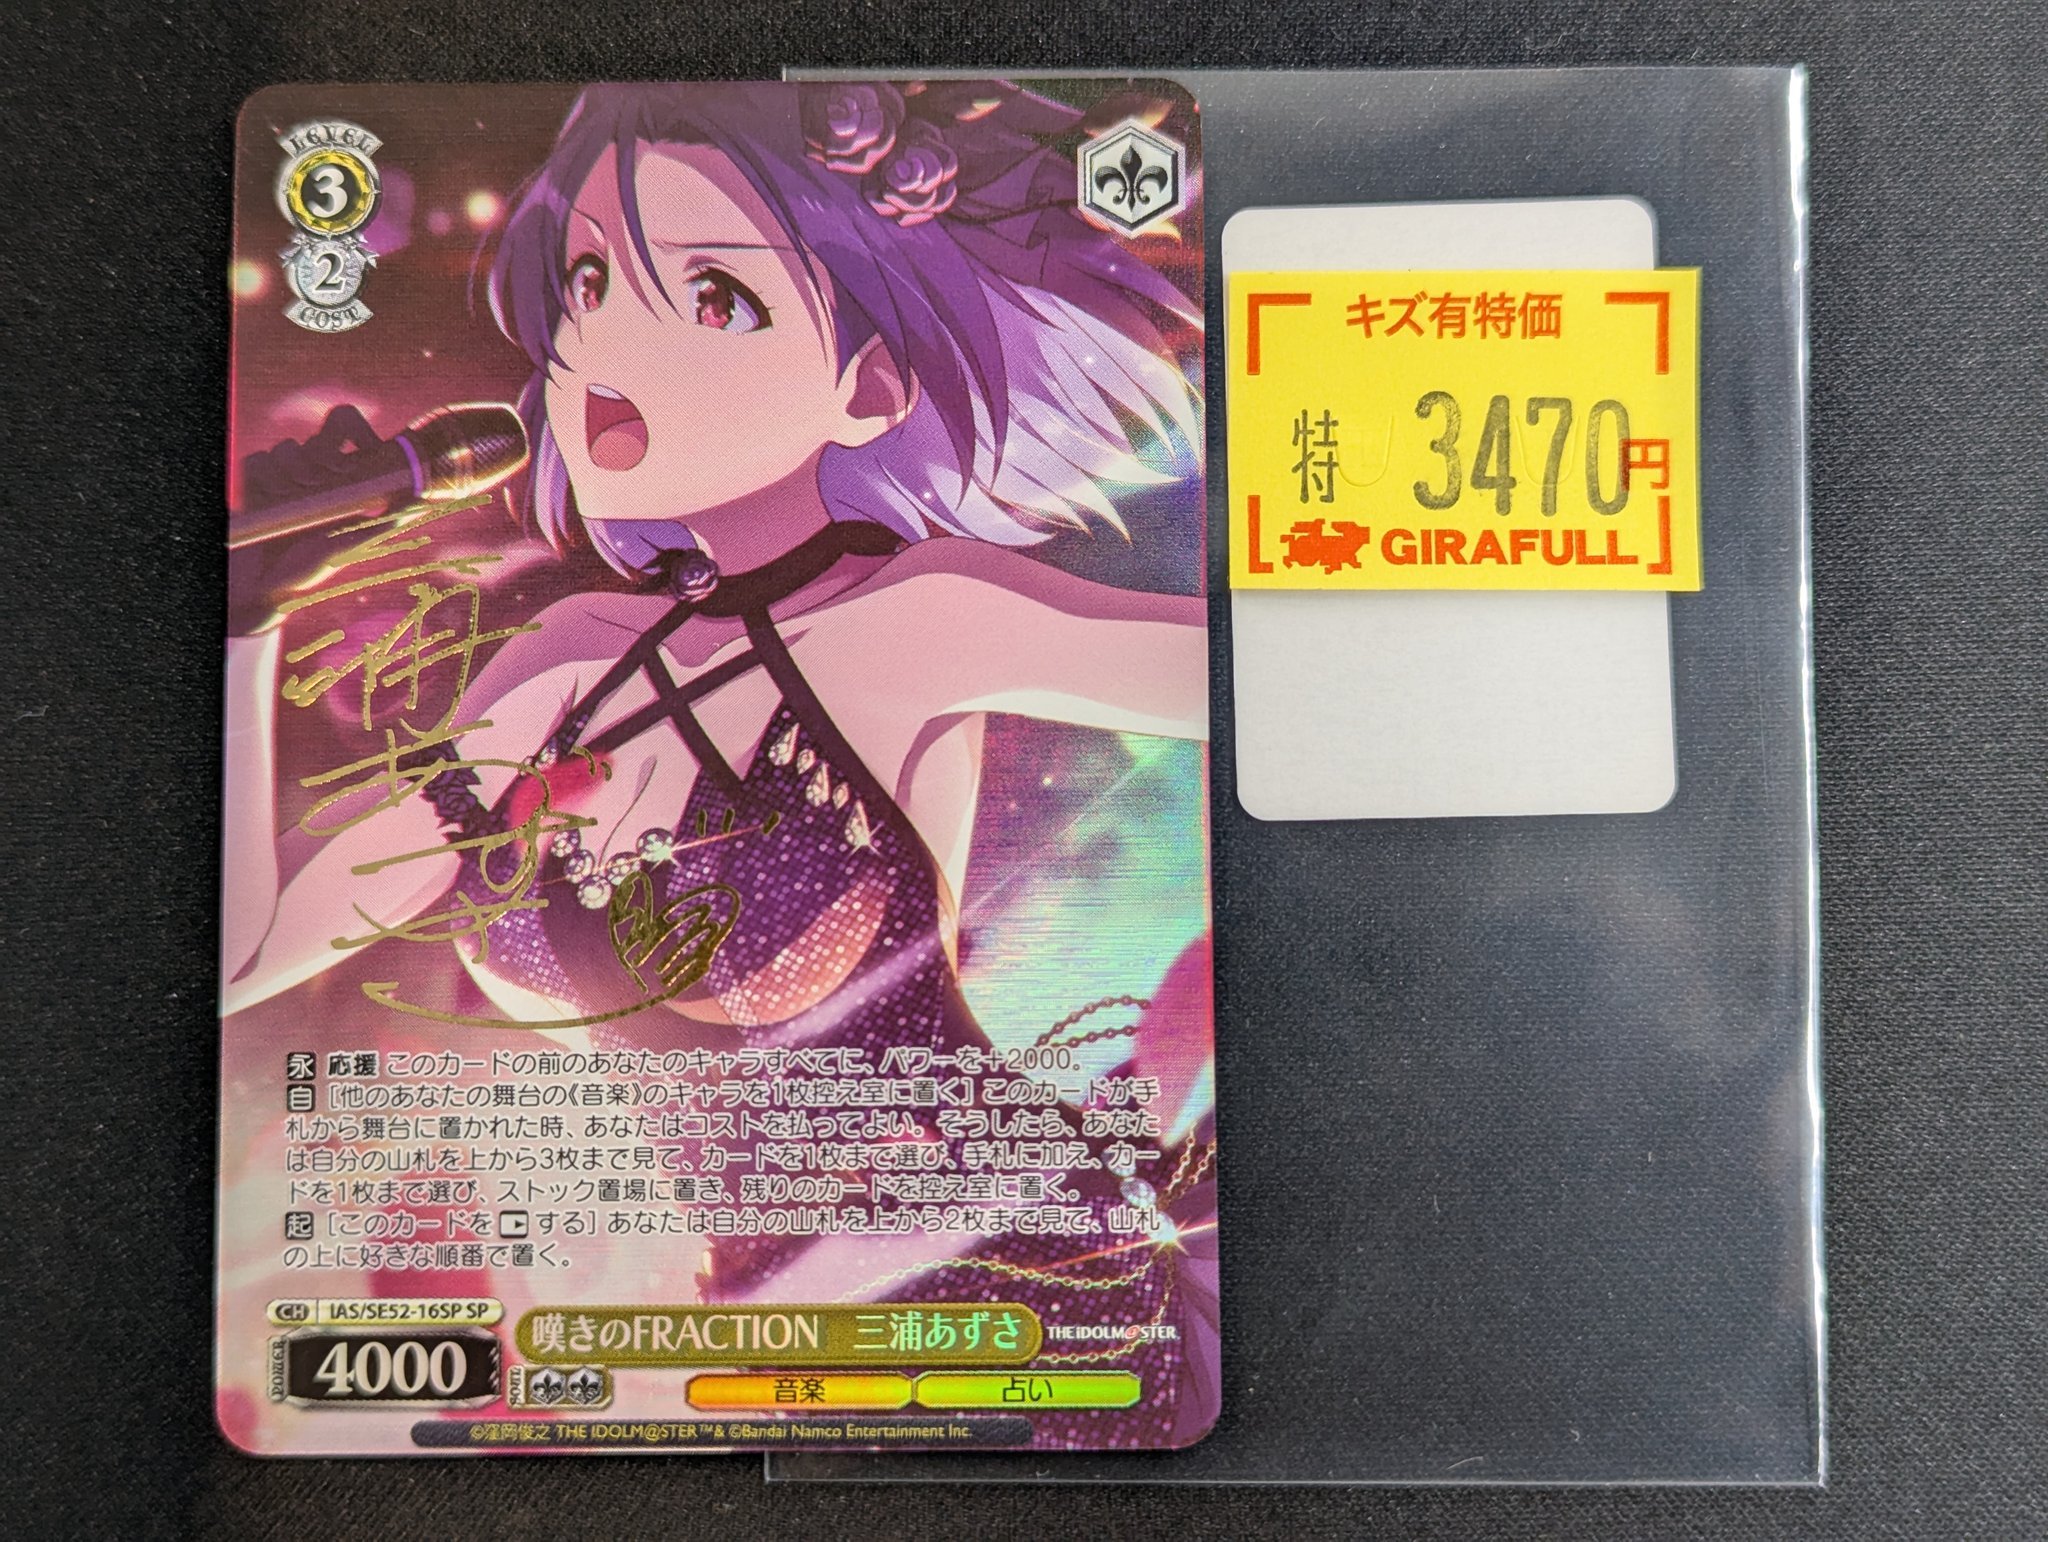 LEVEL
3
2
COST
三浦あずさ
永 応援 このカードの前のあなたのキャラすべてに、パワーを+2000。
自 [他のあなたの舞台の《音楽》のキャラを1枚控え室に置く] このカードが手
札から舞台に置かれた時、あなたはコストを払ってよい。そうしたら、あなた
は自分の山札を上から3枚まで見て、カードを1枚まで選び、手札に加え、カー
ドを1枚まで選び、ストック置場に置き、残りのカードを控え室に置く。
起 [このカードを する] あなたは自分の山札を上から2枚まで見て、山札
の上に好きな順番で置く。
CH IAS/SE52-16SP SP
嘆きのFRACTION 三浦あずさ THE IDOLM@STER
POWER 4000 SOUL
音楽 占い
©窪岡俊之 THE IDOLM@STER™& ©Bandai Namco Entertainment Inc.
キズ有特価
特 3470円
GIRAFULL